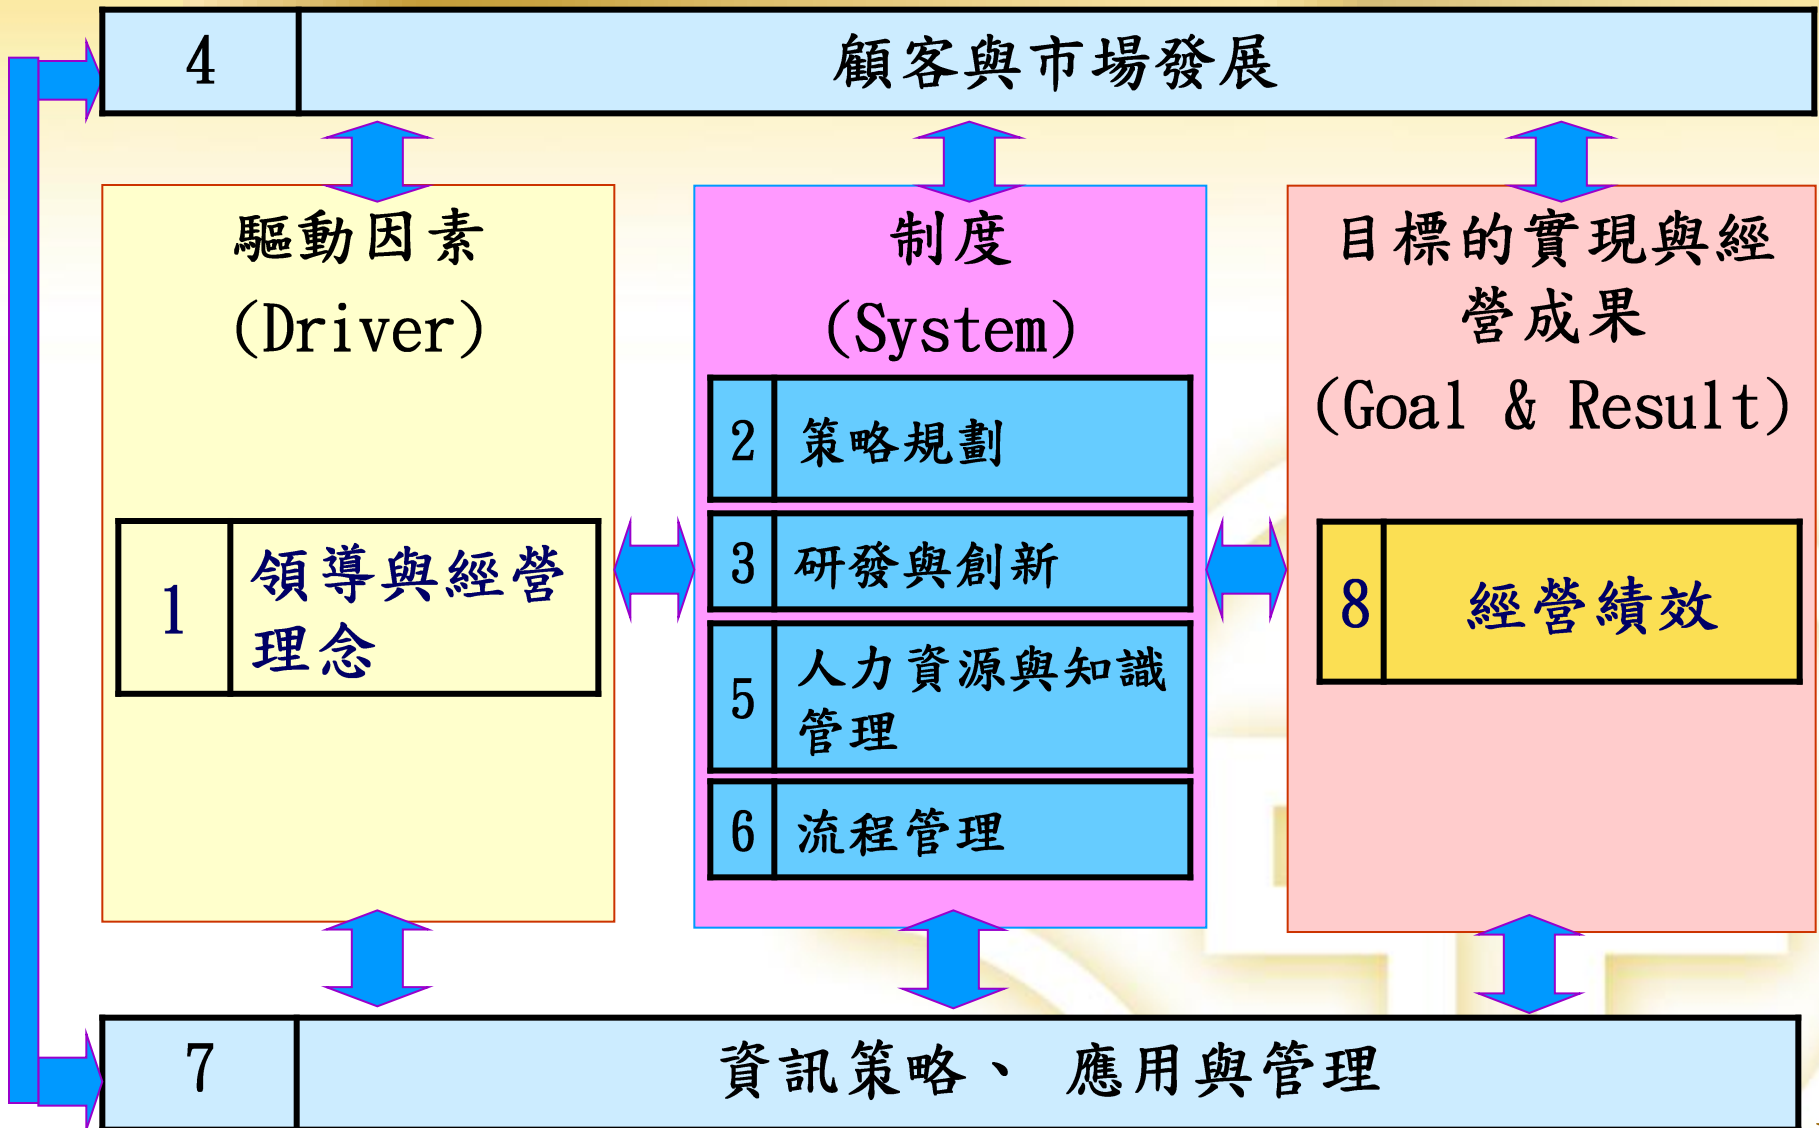 4 顧客與市場發展
驅動因素
(Driver)
1 領導與經營
理念
制度
(System)
2 策略規劃
3 研發與創新
5 人力資源與知識
管理
6 流程管理
目標的實現與經
營成果
(Goal & Result)
8 經營績效
7 資訊策略、 應用與管理